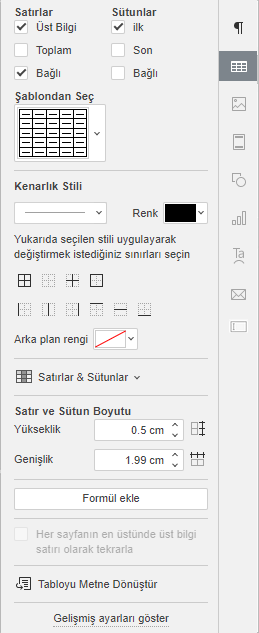 Satırlar Sütunlar
Üst Bilgi ilk
Toplam Son
Bağlı Bağlı
Şablondan Seç
Kenarlık Stili
Renk
Yukarıda seçilen stili uygulayarak
değiştirmek istediğiniz sınırları seçin
Arka plan rengi
Satırlar & Sütunlar
Satır ve Sütun Boyutu
Yükseklik 0.5 cm
Genişlik 1.99 cm
Formül ekle
Her sayfanın en üstünde üst bilgi
satırı olarak tekrarla
Tabloyu Metne Dönüştür
Gelişmiş ayarları göster
Ta